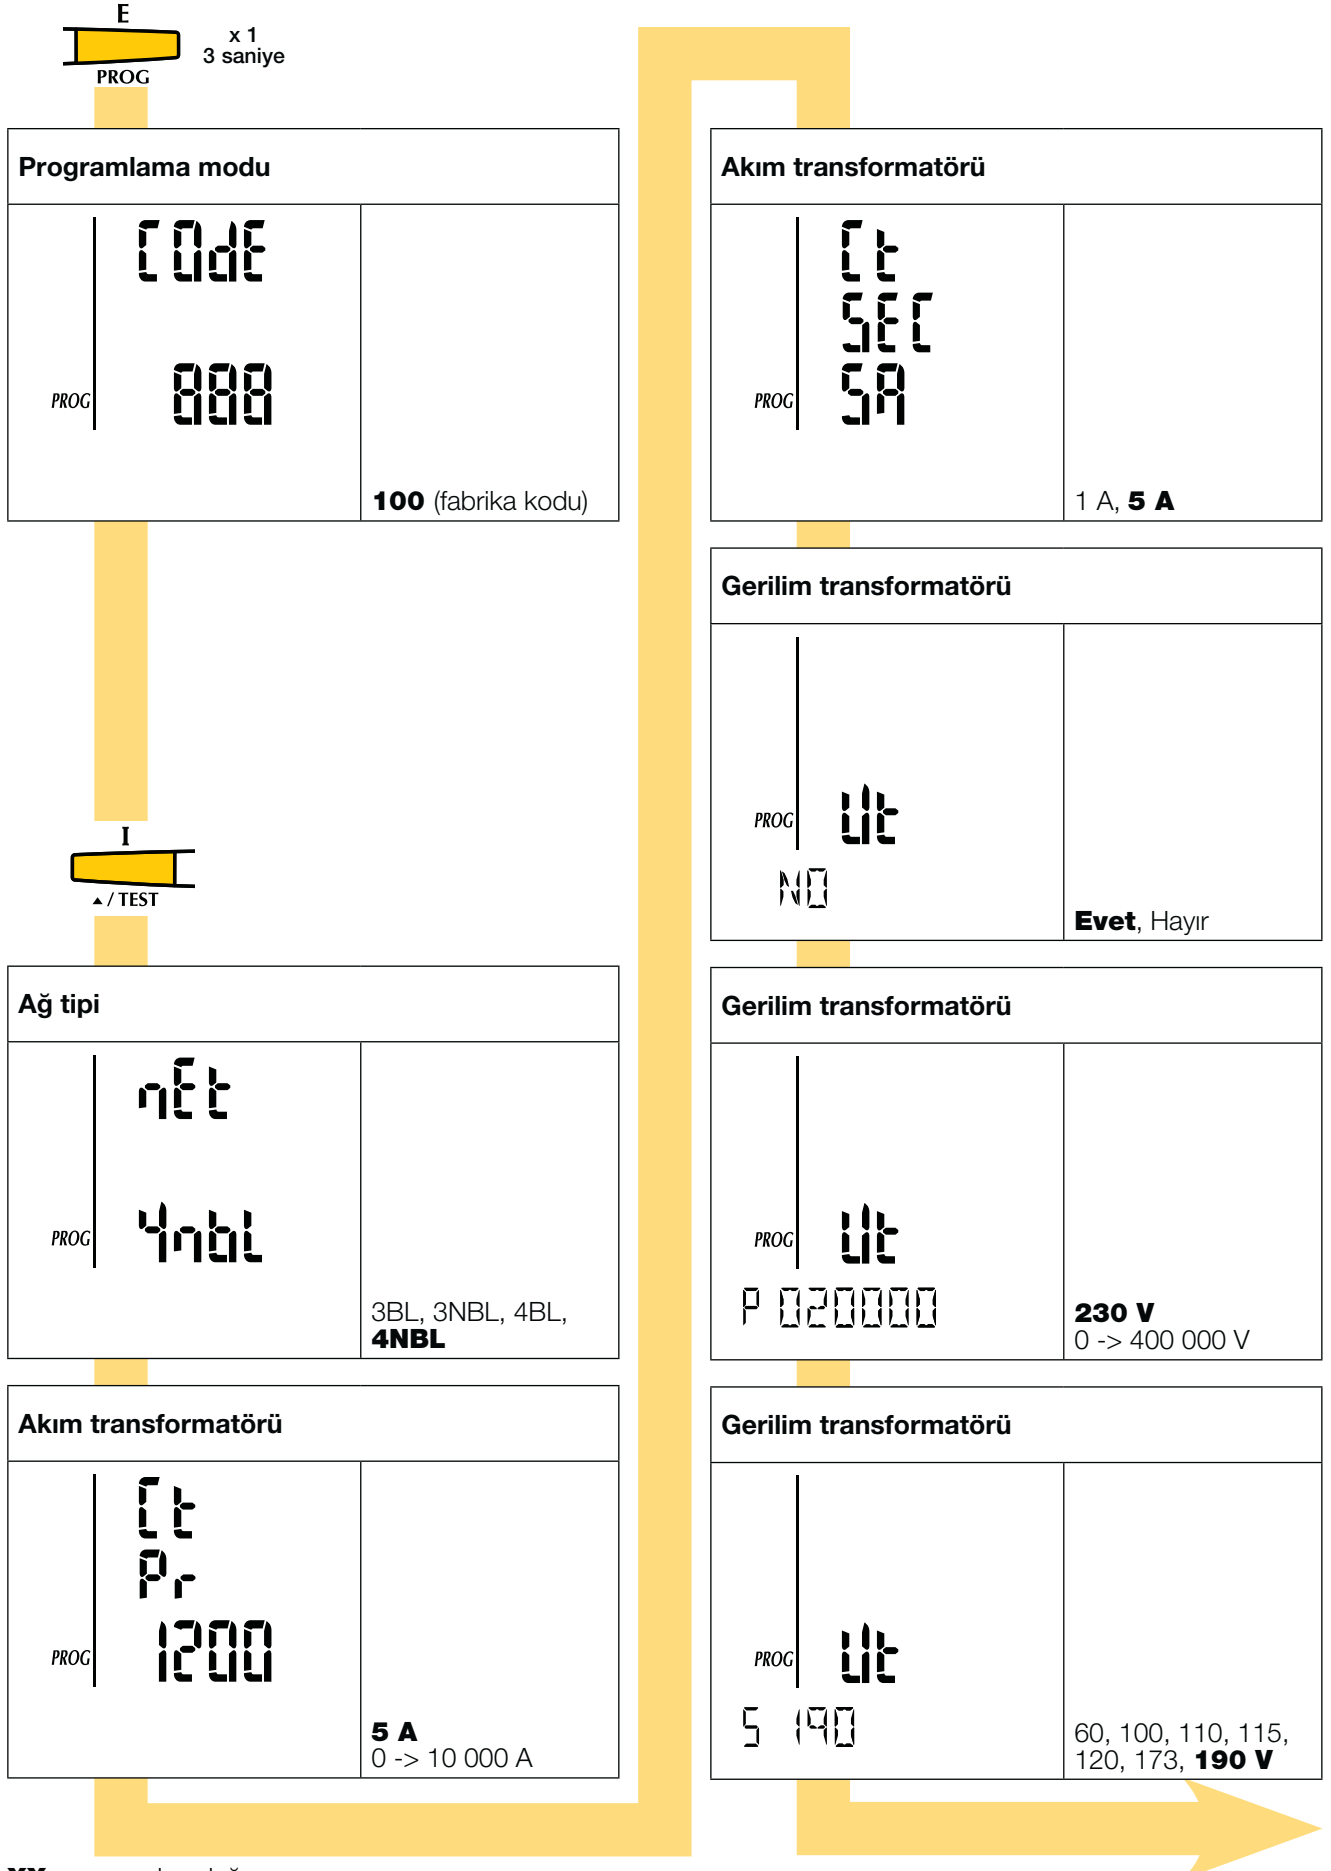 E
x 1
3 saniye
PROG
Programlama modu
COdE
PROG 888
100 (fabrika kodu)
I
▲ / TEST
Ağ tipi
nEt
PROG 4nbL
3BL, 3NBL, 4BL,
4NBL
Akım transformatörü
Ct
Pr
PROG 1200
5 A
0 -> 10 000 A
Akım transformatörü
Ct
SEC
PROG 5A
1 A, 5 A
Gerilim transformatörü
PROG Ut
NO
Evet, Hayır
Gerilim transformatörü
PROG Ut
P 020000
230 V
0 -> 400 000 V
Gerilim transformatörü
PROG Ut
S 190
60, 100, 110, 115,
120, 173, 190 V